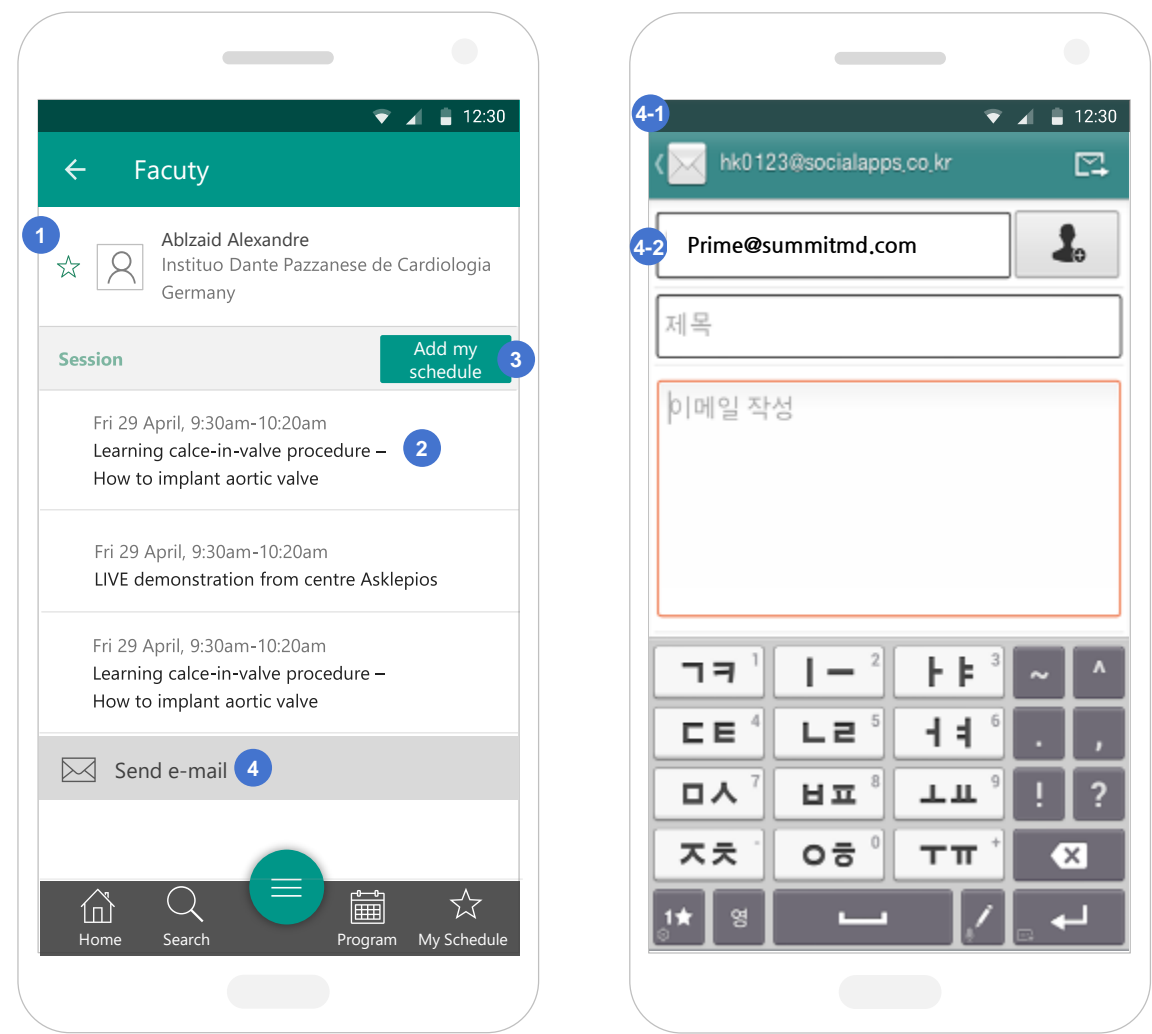 12:30
Facuty
1
Ablzaid Alexandre
Instituo Dante Pazzanese de Cardiologia
Germany
Session
Add my
schedule
3
Fri 29 April, 9:30am-10:20am
Learning calce-in-valve procedure –
2
How to implant aortic valve
Fri 29 April, 9:30am-10:20am
LIVE demonstration from centre Asklepios
Fri 29 April, 9:30am-10:20am
Learning calce-in-valve procedure –
How to implant aortic valve
Send e-mail
4
Home
Search
Program
My Schedule
4-1
12:30
hk0123@socialapps.co.kr
4-2
Prime@summitmd.com
제목
이메일 작성
ㄱㅋ 1
ㅣㅡ 2
ㅏㅑ 3
~
^
ㄷㅌ 4
ㄴㄹ 5
ㅓㅕ 6
.
,
ㅁㅅ 7
ㅂㅍ 8
ㅗㅛ 9
!
?
ㅈㅊ -
ㅇㅎ 0
ㅜㅠ +
1★
영